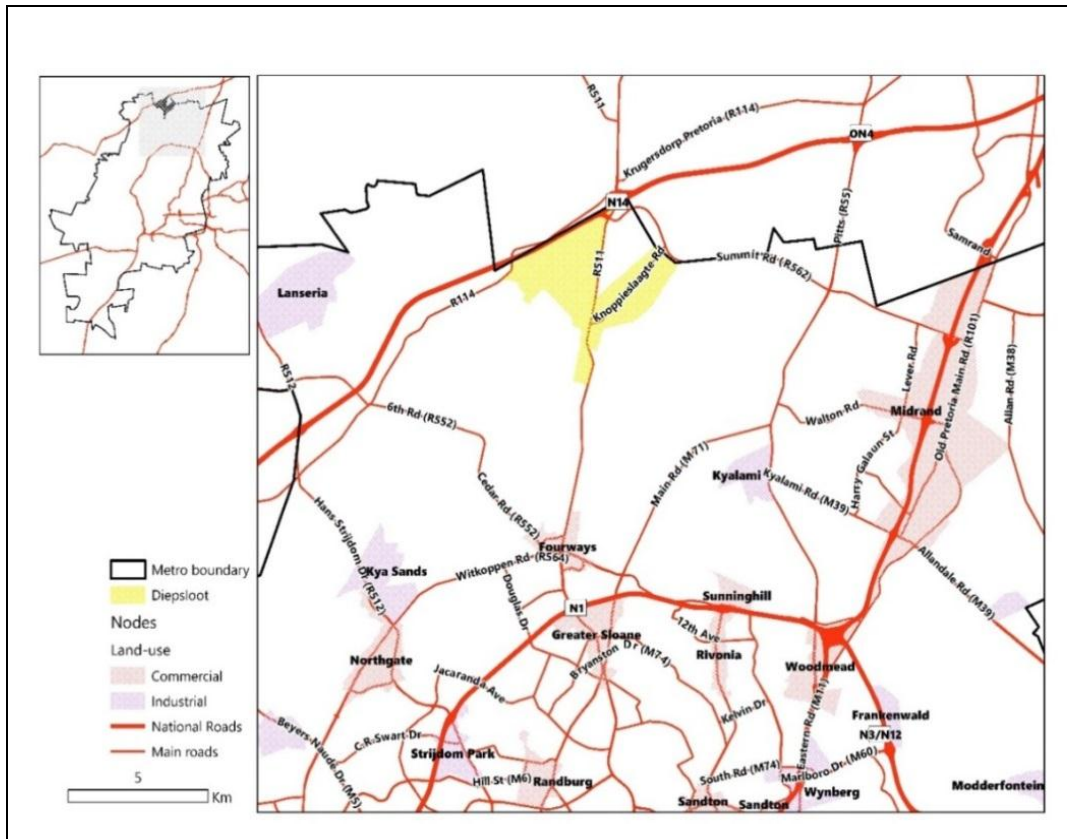 R511
Krugersdorp Pretoria (R114)
ON4
N14
Pitts (R55)
Samrand
R511
Knoppieslaagte Rd
Summit Rd (R562)
Lanseria
R114
R512
Old Pretoria Main Rd (R101)
Allan Rd (M38)
Lever Rd
6th Rd (R552)
Walton Rd
Midrand
Harry Galaun St
Main Rd (M71)
Kyalami
Kyalami Rd (M39)
Cedar Rd (R552)
Hans Strijdom Dr (R512)
Fourways
Allandale Rd (M39)
Metro boundary
Kya Sands
Witkoppen Rd (R564)
Diepsloot
Douglas Dr
Sunninghill
N1
Nodes
12th Ave
Greater Sloane
Land-use
Bryanston Dr (M74)
Rivonia
Northgate
Woodmead
Commercial
Jacaranda Ave
Industrial
Kelvin Dr
Eastern Rd (M11)
Frankenwald
National Roads
Beyers Naude Dr (M5)
C R Swart Dr
N3/N12
Main roads
Strijdom Park
South Rd (M74)
Marlboro Dr (M60)
5
Hill St (M6)
Randburg
Modderfontein
Km
Sandton
Sandton
Wynberg